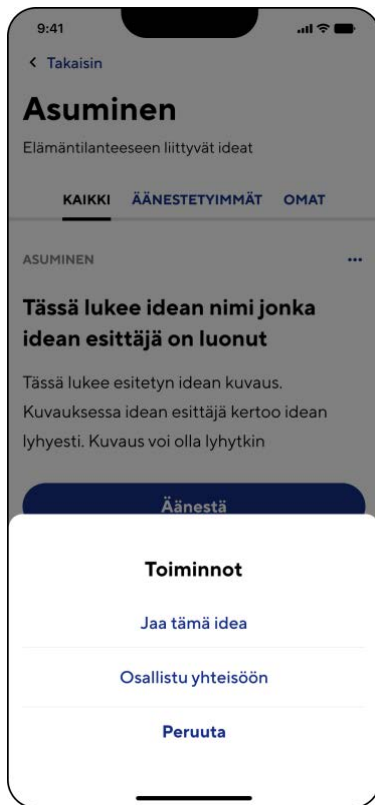 9:41
Takaisin
Asuminen
Elämäntilanteeseen liittyvät ideat
KAIKKI ÄÄNESTETYIMMÄT OMAT
ASUMINEN
Tässä lukee idean nimi jonka
idean esittäjä on luonut
Tässä lukee esitetyn idean kuvaus.
Kuvauksessa idean esittäjä kertoo idean
lyhyesti. Kuvaus voi olla lyhytkin
Äänestä
Toiminnot
Jaa tämä idea
Osallistu yhteisöön
Peruuta